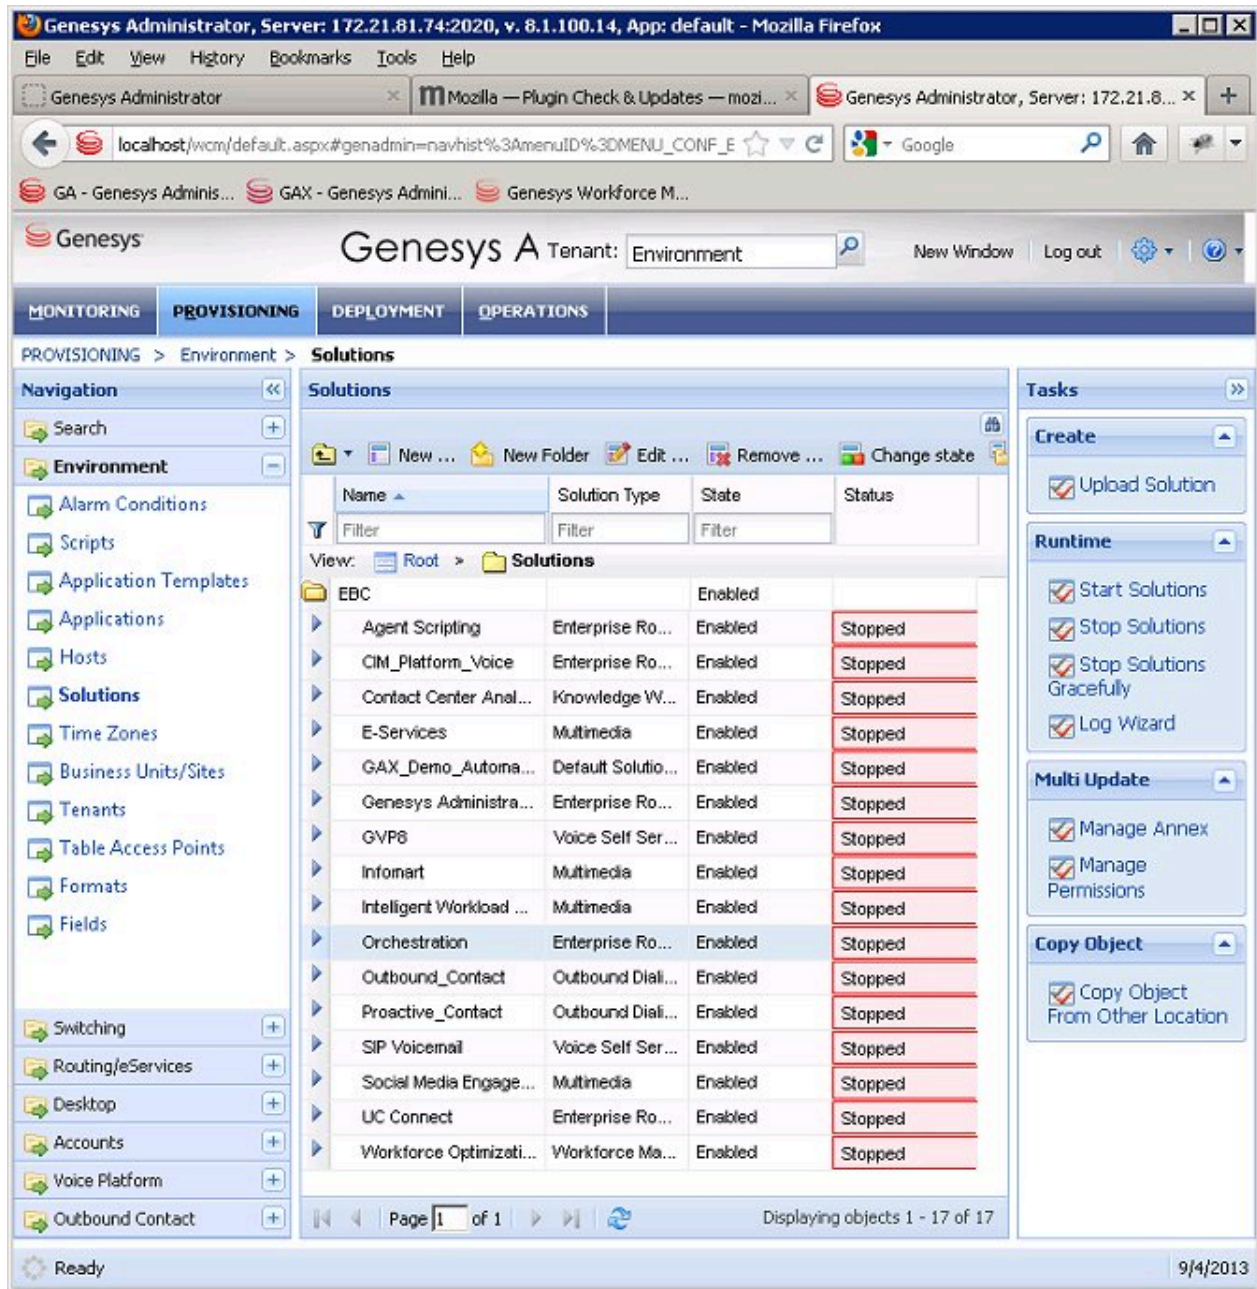 Genesys Administrator, Server: 172.21.81.74:2020, v. 8.1.100.14, App: default - Mozilla Firefox
File Edit View History Bookmarks Tools Help
Genesys Administrator
Mozilla — Plugin Check & Updates — mozi...
Genesys Administrator, Server: 172.21.8...
localhost/wcm/default.aspx#genadmin=navhist%3AmenuID%3DMENU_CONF_E
Google
GA - Genesys Adminis... GAX - Genesys Admini... Genesys Workforce M...
Genesys
Genesys A Tenant: Environment
New Window Log out
MONITORING PROVISIONING DEPLOYMENT OPERATIONS
PROVISIONING > Environment > Solutions
Navigation
Search
Environment
Alarm Conditions
Scripts
Application Templates
Applications
Hosts
Solutions
Time Zones
Business Units/Sites
Tenants
Table Access Points
Formats
Fields
Switching
Routing/eServices
Desktop
Accounts
Voice Platform
Outbound Contact
Solutions
New ... New Folder Edit ... Remove ... Change state
Name Solution Type State Status
Filter Filter Filter
View: Root > Solutions
EBC Enabled
Agent Scripting Enterprise Ro... Enabled Stopped
CIM_Platform_Voice Enterprise Ro... Enabled Stopped
Contact Center Anal... Knowledge W... Enabled Stopped
E-Services Multimedia Enabled Stopped
GAX_Demo_Automa... Default Solutio... Enabled Stopped
Genesys Administra... Enterprise Ro... Enabled Stopped
GVP8 Voice Self Ser... Enabled Stopped
Infomart Multimedia Enabled Stopped
Intelligent Workload ... Multimedia Enabled Stopped
Orchestration Enterprise Ro... Enabled Stopped
Outbound_Contact Outbound Diali... Enabled Stopped
Proactive_Contact Outbound Diali... Enabled Stopped
SIP Voicemail Voice Self Ser... Enabled Stopped
Social Media Engage... Multimedia Enabled Stopped
UC Connect Enterprise Ro... Enabled Stopped
Workforce Optimizati... Workforce Ma... Enabled Stopped
Page 1 of 1
Displaying objects 1 - 17 of 17
Tasks
Create
Upload Solution
Runtime
Start Solutions
Stop Solutions
Stop Solutions
Gracefully
Log Wizard
Multi Update
Manage Annex
Manage
Permissions
Copy Object
Copy Object
From Other Location
Ready
9/4/2013